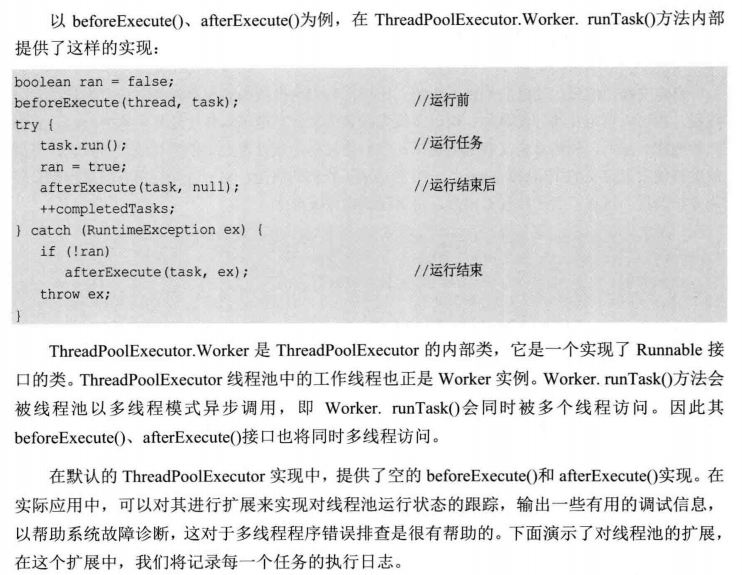 以 beforeExecute()、afterExecute()为例，在 ThreadPoolExecutor.Worker. runTask()方法内部
提供了这样的实现：
boolean ran = false;
beforeExecute(thread, task); //运行前
try {
task.run(); //运行任务
ran = true;
afterExecute(task, null); //运行结束后
++completedTasks;
} catch (RuntimeException ex) {
if (!ran)
afterExecute(task, ex); //运行结束
throw ex;
}
ThreadPoolExecutor.Worker 是 ThreadPoolExecutor 的内部类，它是一个实现了 Runnable 接
口的类。ThreadPoolExecutor 线程池中的工作线程也正是 Worker 实例。Worker. runTask()方法会
被线程池以多线程模式异步调用，即 Worker. runTask()会同时被多个线程访问。因此其
beforeExecute()、afterExecute()接口也将同时多线程访问。
在默认的 ThreadPoolExecutor 实现中，提供了空的 beforeExecute()和 afterExecute()实现。在
实际应用中，可以对其进行扩展来实现对线程池运行状态的跟踪，输出一些有用的调试信息，
以帮助系统故障诊断，这对于多线程程序错误排查是很有帮助的。下面演示了对线程池的扩展，
在这个扩展中，我们将记录每一个任务的执行日志。